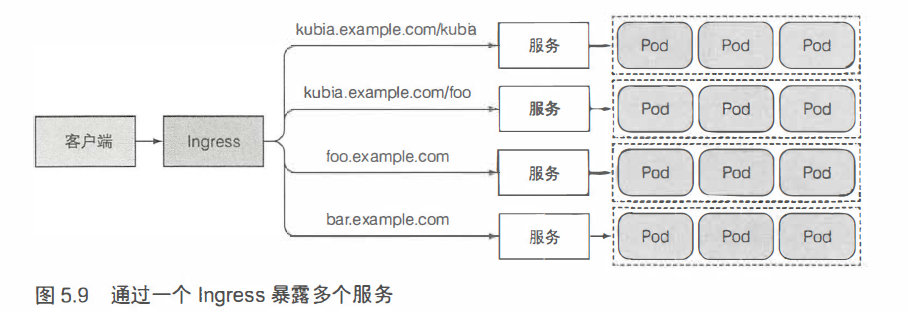 kubia.example.com/kubia
服务
Pod Pod Pod
kubia.example.com/foo
服务
Pod Pod Pod
客户端
Ingress
foo.example.com
服务
Pod Pod Pod
bar.example.com
服务
Pod Pod Pod
图 5.9 通过一个 Ingress 暴露多个服务